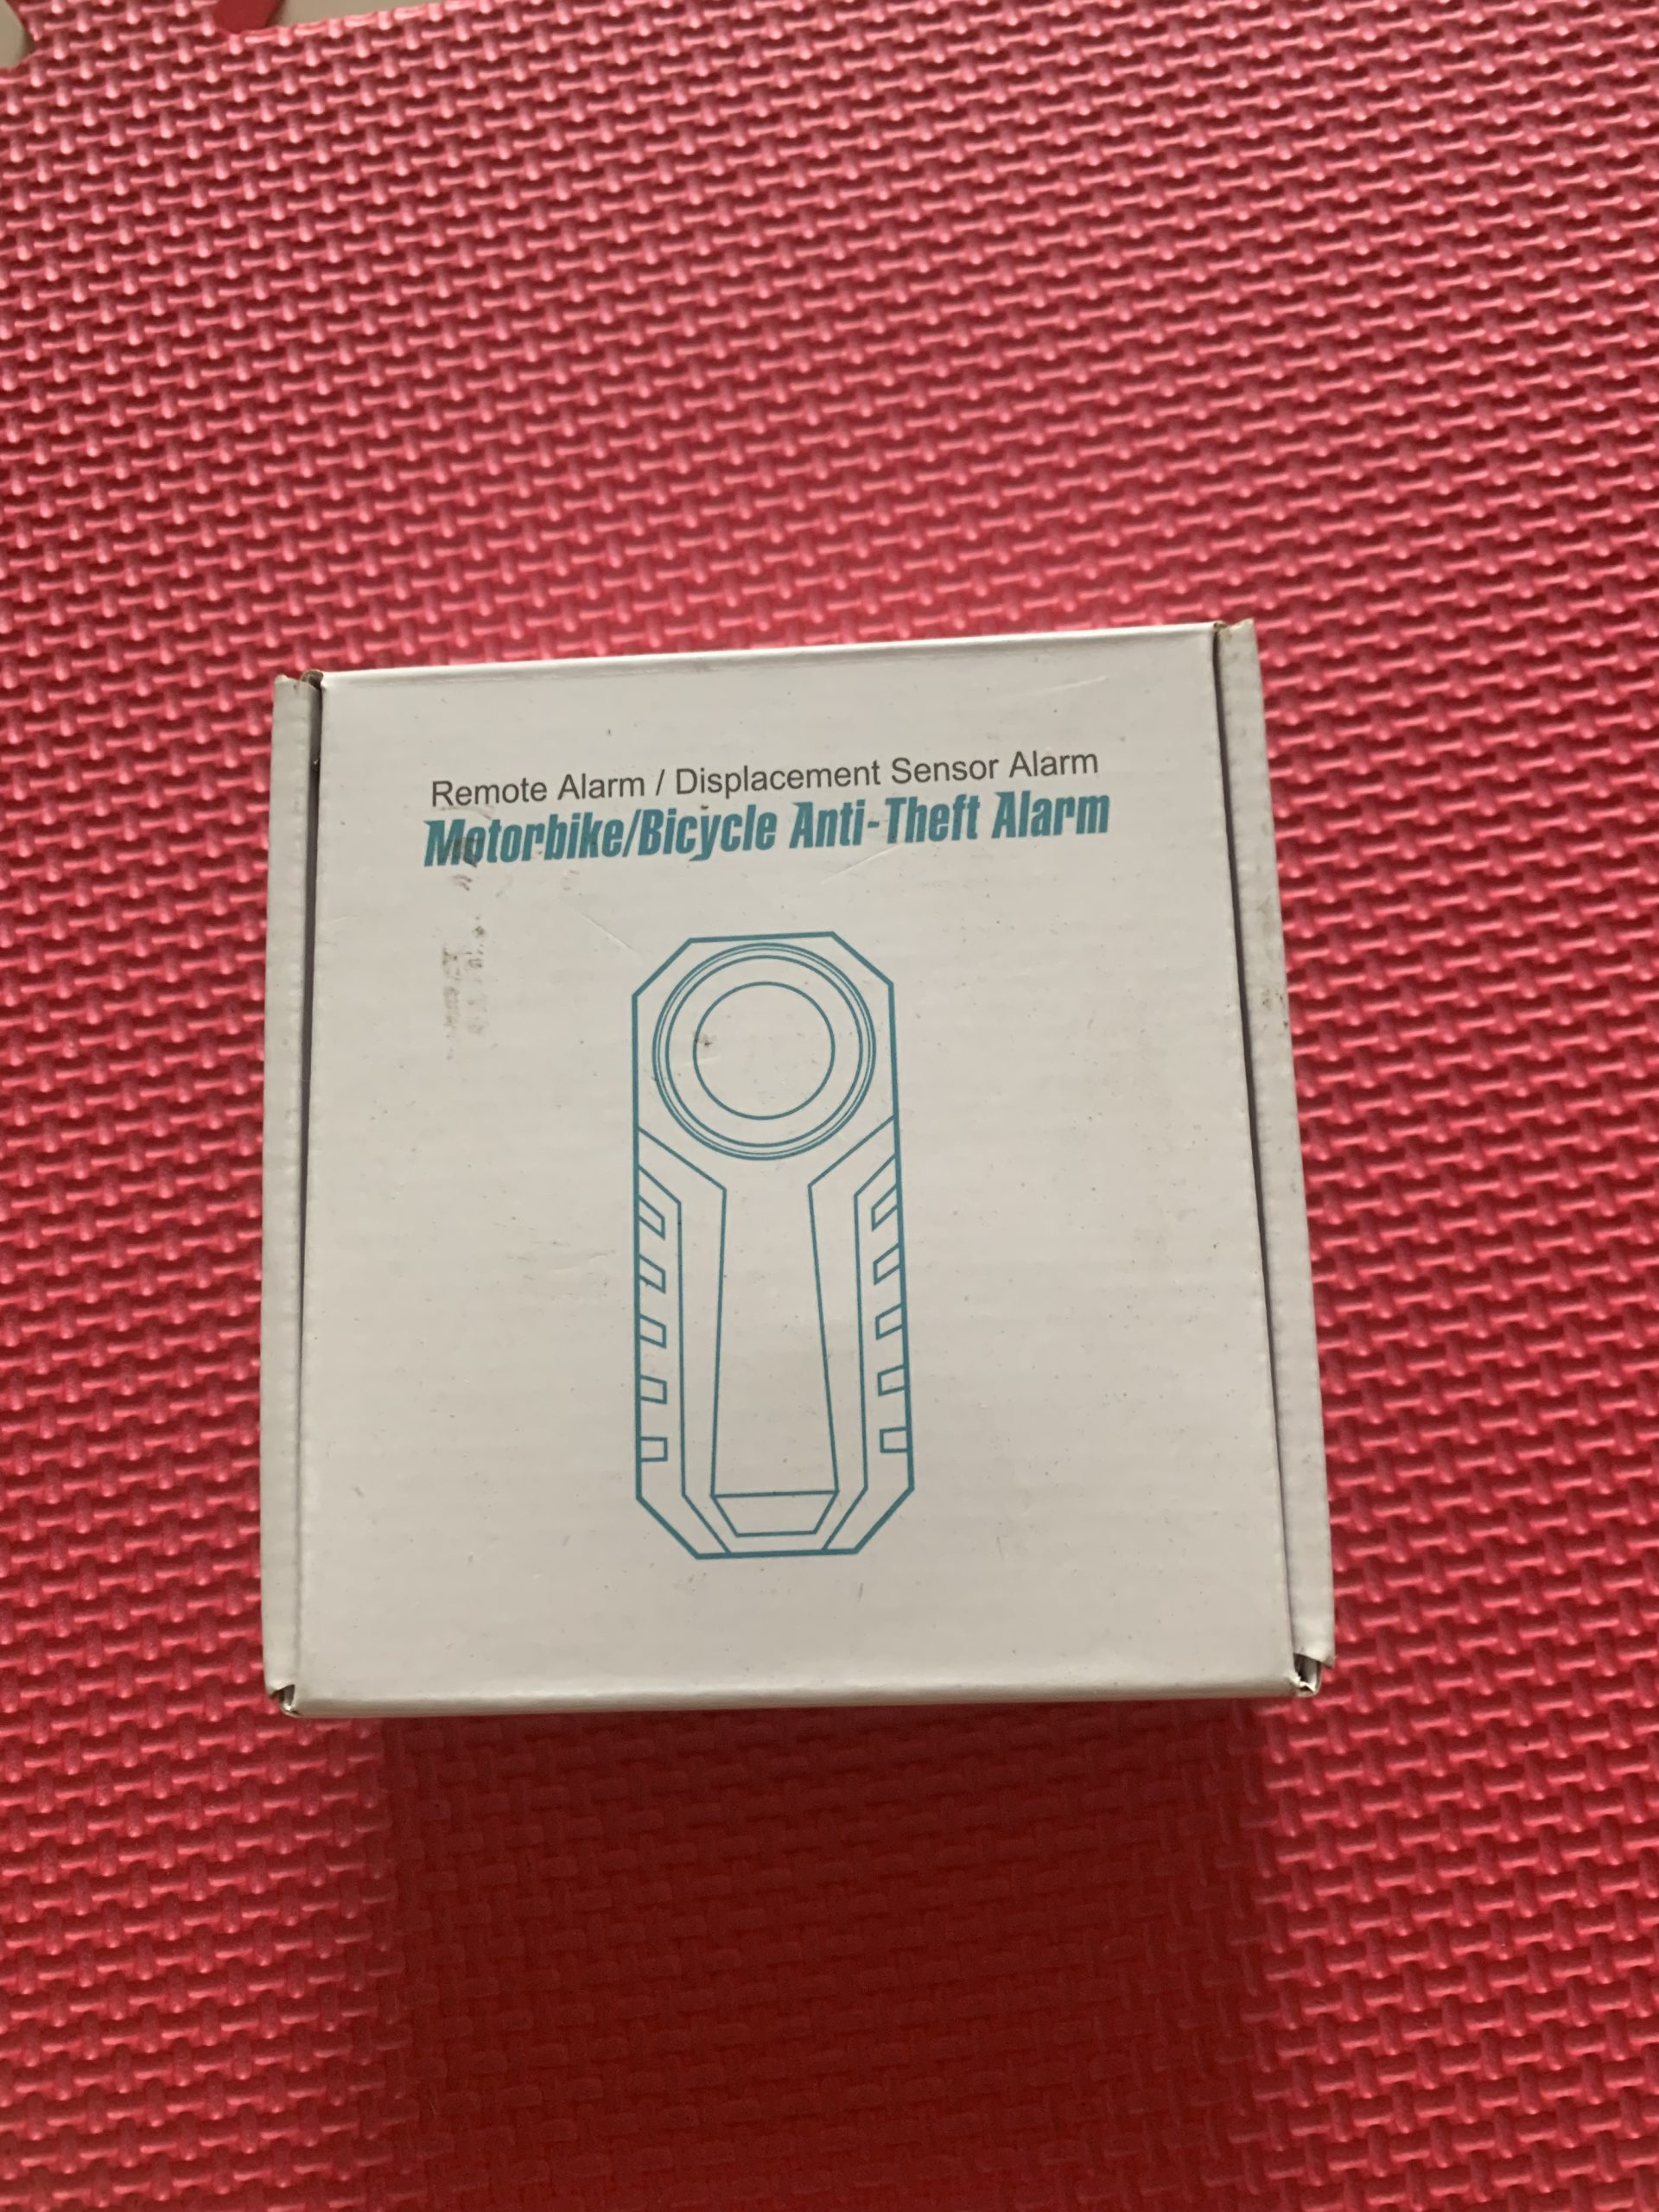 Remote Alarm / Displacement Sensor Alarm
Motorbike/Bicycle Anti-Theft Alarm